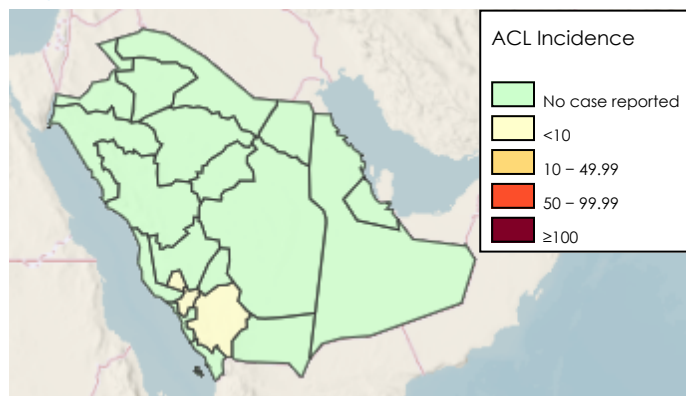 ACL Incidence
No case reported
<10
10 – 49.99
50 – 99.99
≥100